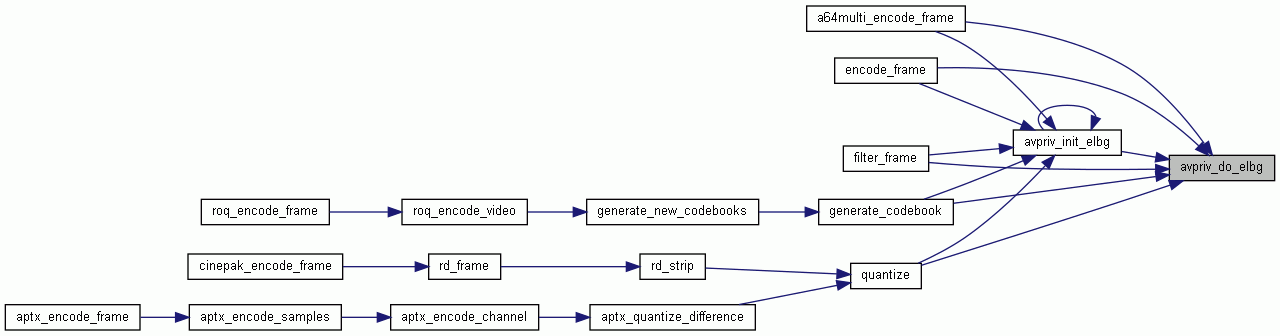 a64multi_encode_frame
encode_frame
avpriv_init_elbg
filter_frame
avpriv_do_elbg
roq_encode_frame
roq_encode_video
generate_new_codebooks
generate_codebook
cinepak_encode_frame
rd_frame
rd_strip
quantize
aptx_encode_frame
aptx_encode_samples
aptx_encode_channel
aptx_quantize_difference